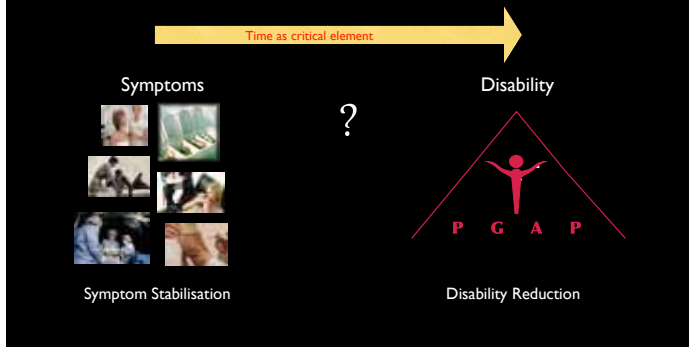 Time as critical element
Symptoms
Disability
?
P G A P
Symptom Stabilisation
Disability Reduction